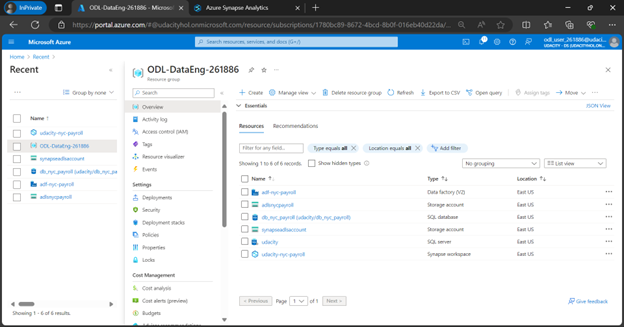 InPrivate
ODL-DataEng-261886 - Microsoft
Azure Synapse Analytics
https://portal.azure.com/#@udacityhol.onmicrosoft.com/resource/subscriptions/1780bc89-8672-4bcd-8b0f-016eb40d22da/...
Microsoft Azure
Search resources, services, and docs (G+/)
odl_user_261886@udaci...
UDACITY
Home > Recent >
Recent
Group by none
Name ↑
udacity-nyc-payroll
ODL-DataEng-261886
synapseadlsaccount
db_nyc_payroll (udacity/db_nyc_pa
adf-nyc-payroll
adlsnycpayroll
Showing 1 - 6 of 6 results.
ODL-DataEng-261886
Resource group
Search
Overview
Activity log
Access control (IAM)
Tags
Resource visualizer
Events
Settings
Deployments
Security
Deployment stacks
Policies
Properties
Locks
Cost Management
Cost analysis
Cost alerts (preview)
Budgets
Create
Manage view
Delete resource group
Refresh
Export to CSV
Open query
Assign tags
Move
Essentials
JSON View
Resources
Recommendations
Filter for any field...
Type equals all
Location equals all
Add filter
Showing 1 to 6 of 6 records.
Show hidden types
No grouping
List view
Name
Type
Location
adf-nyc-payroll
Data factory (V2)
East US
adlsnycpayroll
Storage account
East US
db_nyc_payroll (udacity/db_nyc_payroll)
SQL database
East US
synapseadlsaccount
Storage account
East US
udacity
SQL server
East US
udacity-nyc-payroll
Synapse workspace
East US
< Previous
Page
1
of 1
Next >
Give feedback